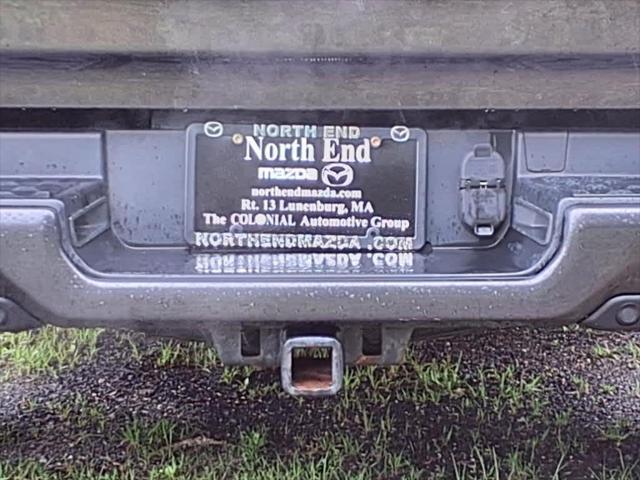 NORTH END
North End
mazda
northendmazda.com
Rt. 13 Lunenburg, MA
The COLONIAL Automotive Group
NORTHENDMAZDA.COM